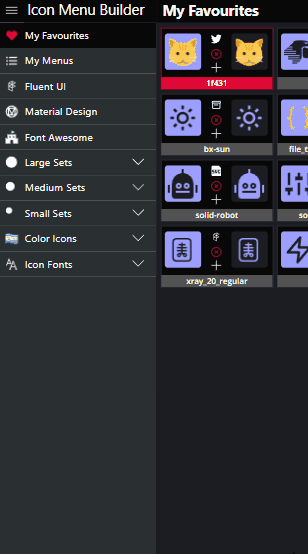 Icon Menu Builder
My Favourites
My Menus
Fluent UI
Material Design
Font Awesome
Large Sets
Medium Sets
Small Sets
Color Icons
Icon Fonts
My Favourites
1f431
bx-sun
file_t
solid-robot
so
xray_20_regular